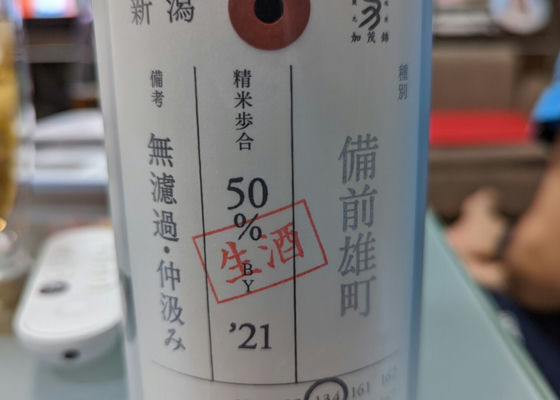 新潟
加茂錦
種別
備前雄町
精米歩合
50
%
生酒
BY
'21
備考
無濾過・仲汲み
134 161 162